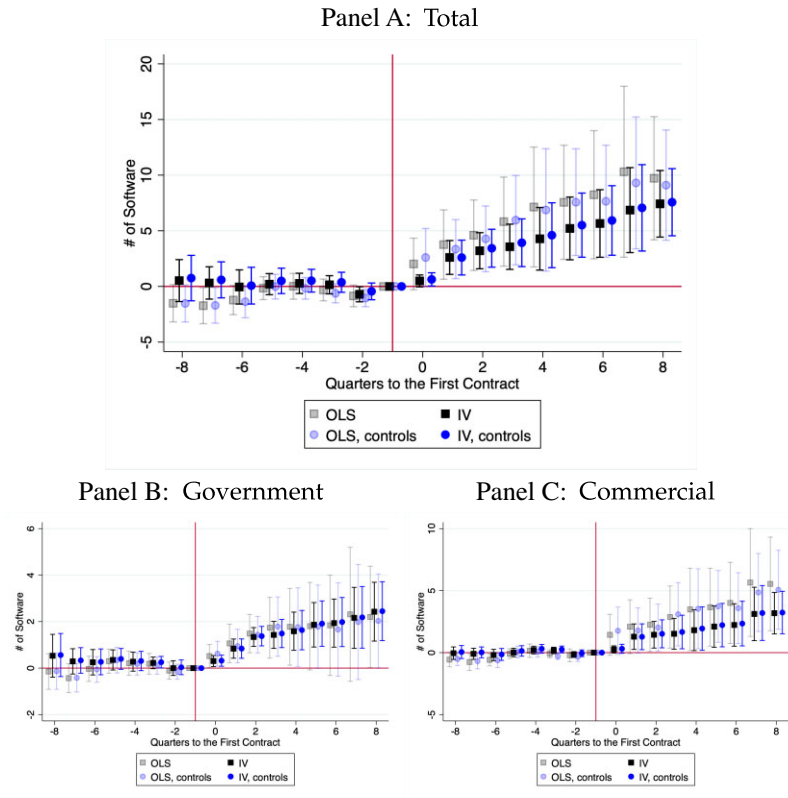 Panel A: Total
# of Software
20
15
10
5
0
-5
-8 -6 -4 -2 0 2 4 6 8
Quarters to the First Contract
OLS IV
OLS, controls IV, controls
Panel B: Government
# of Software
6
4
2
0
-2
-8 -6 -4 -2 0 2 4 6 8
Quarters to the First Contract
OLS IV
OLS, controls IV, controls
Panel C: Commercial
# of Software
10
5
0
-5
-8 -6 -4 -2 0 2 4 6 8
Quarters to the First Contract
OLS IV
OLS, controls IV, controls